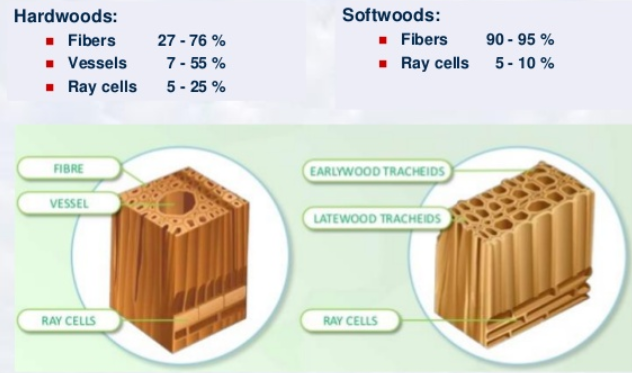 Hardwoods:
Fibers 27 - 76 %
Vessels 7 - 55 %
Ray cells 5 - 25 %
Softwoods:
Fibers 90 - 95 %
Ray cells 5 - 10 %
FIBRE
VESSEL
RAY CELLS
EARLYWOOD TRACHEIDS
LATEWOOD TRACHEIDS
RAY CELLS